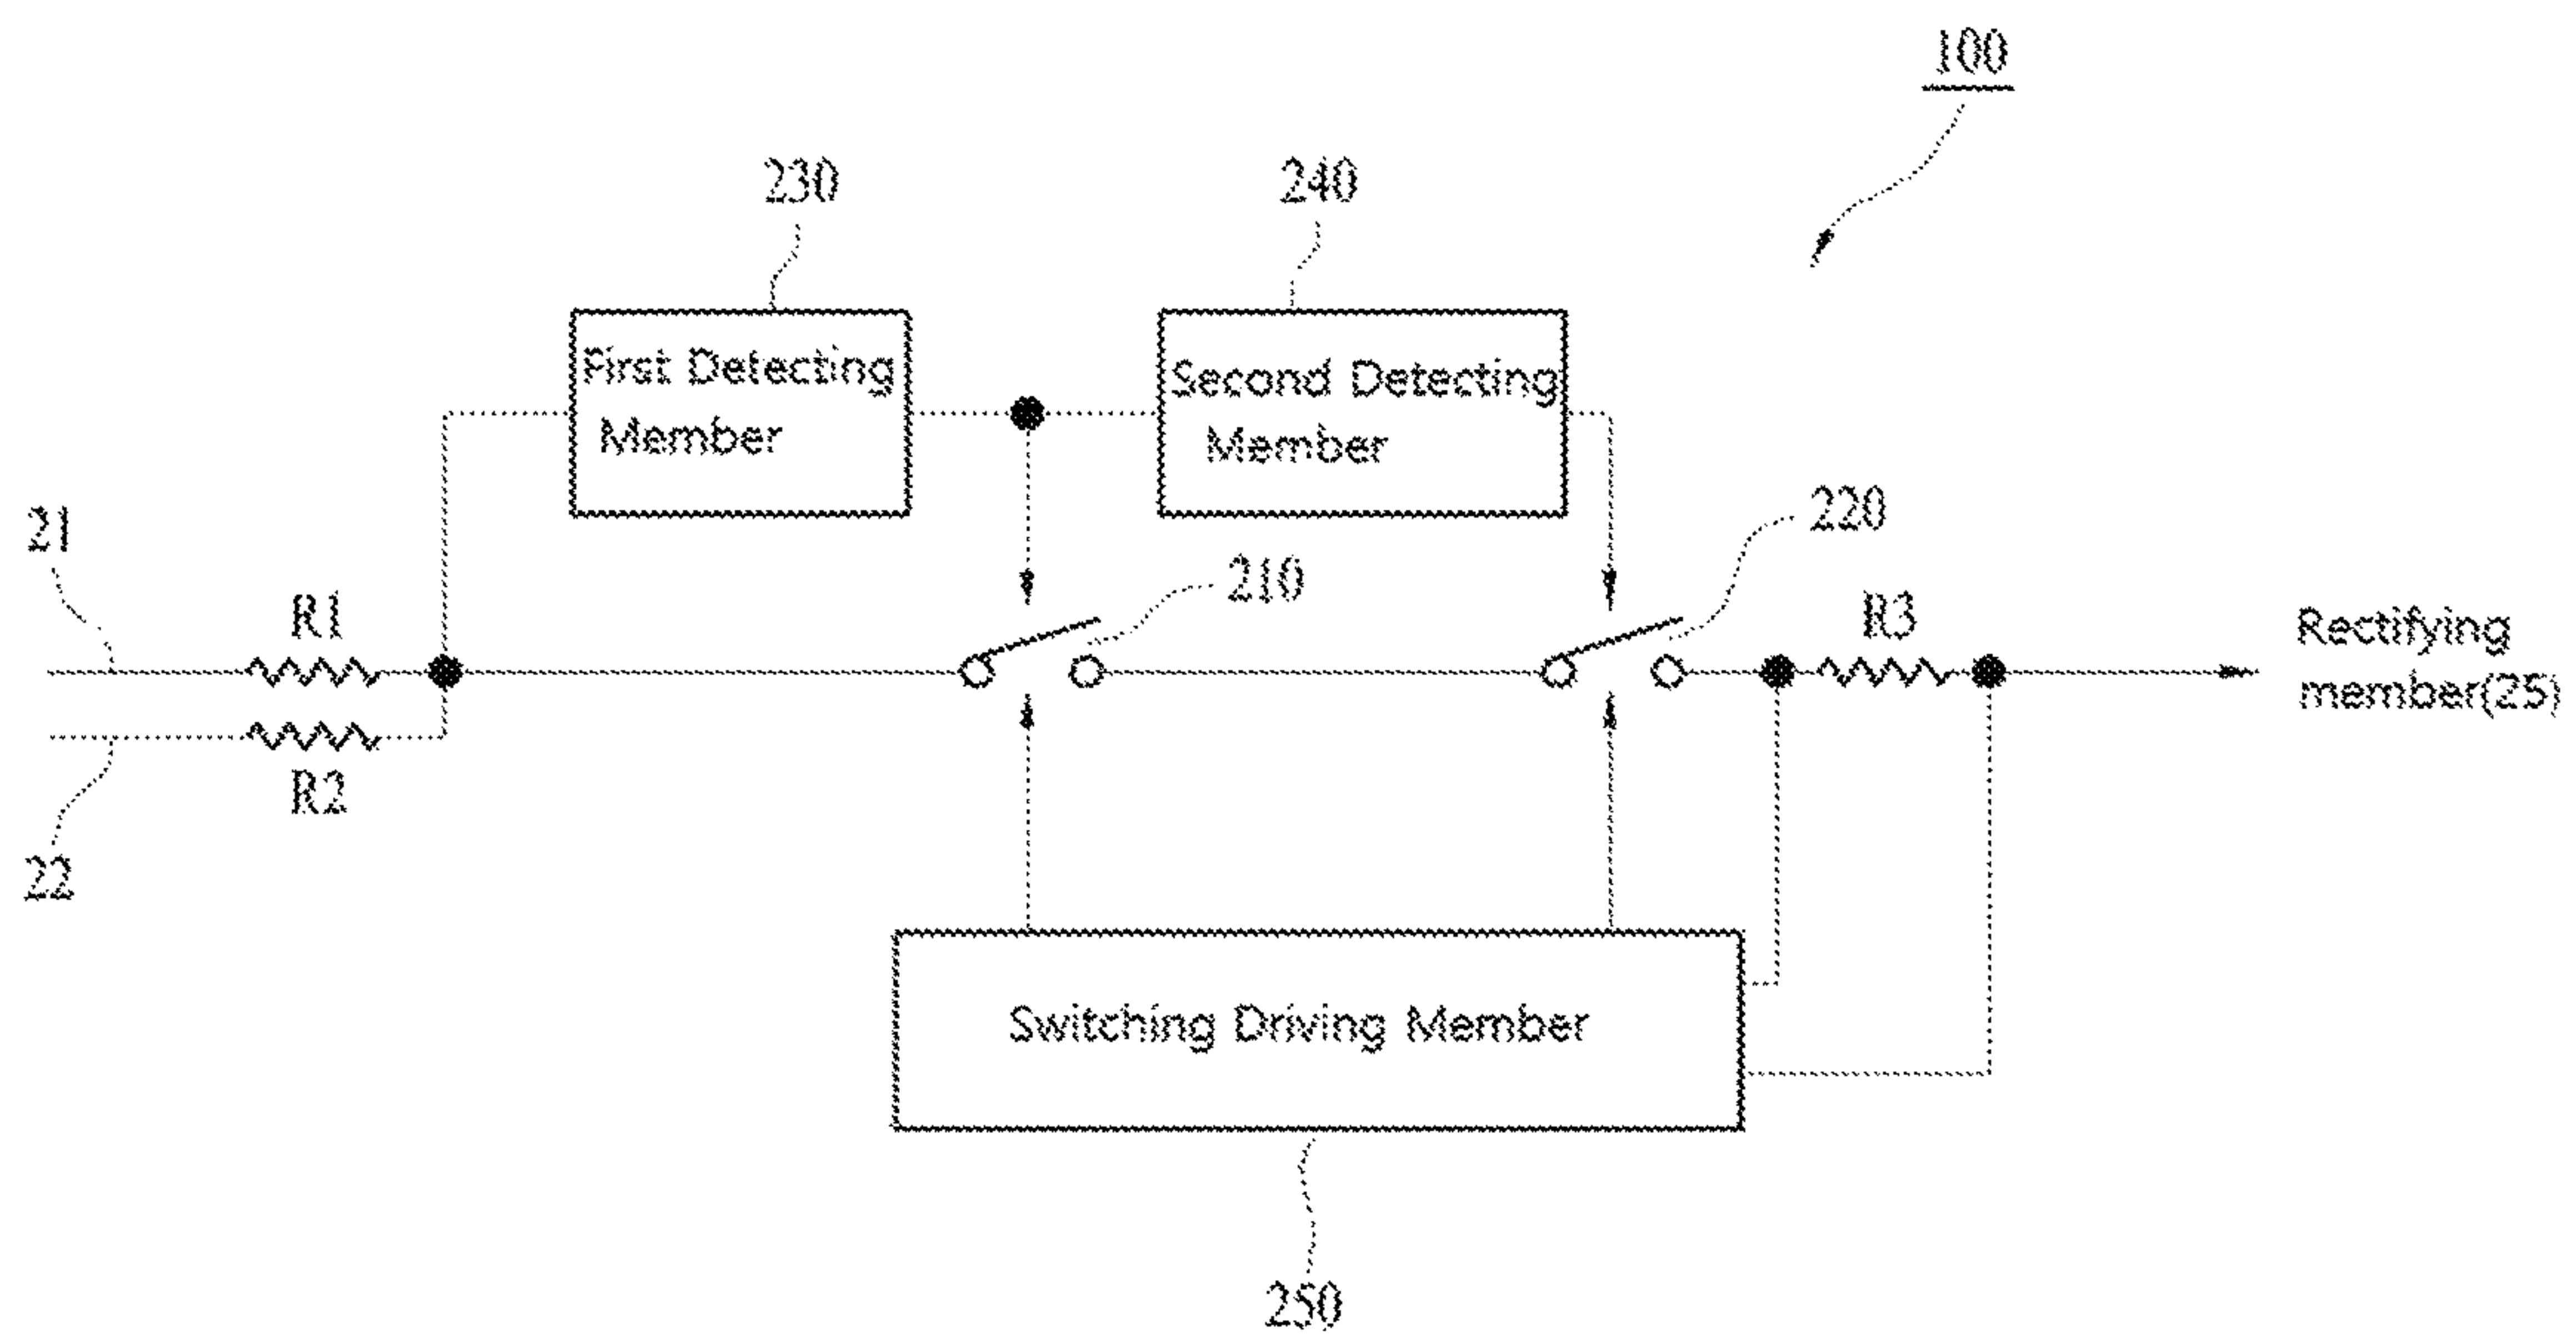 100
230
240
First Detecting
Member
Second Detecting
Member
21
220
210
R1
R3
Rectifying
member(25)
R2
22
Switching Driving Member
250